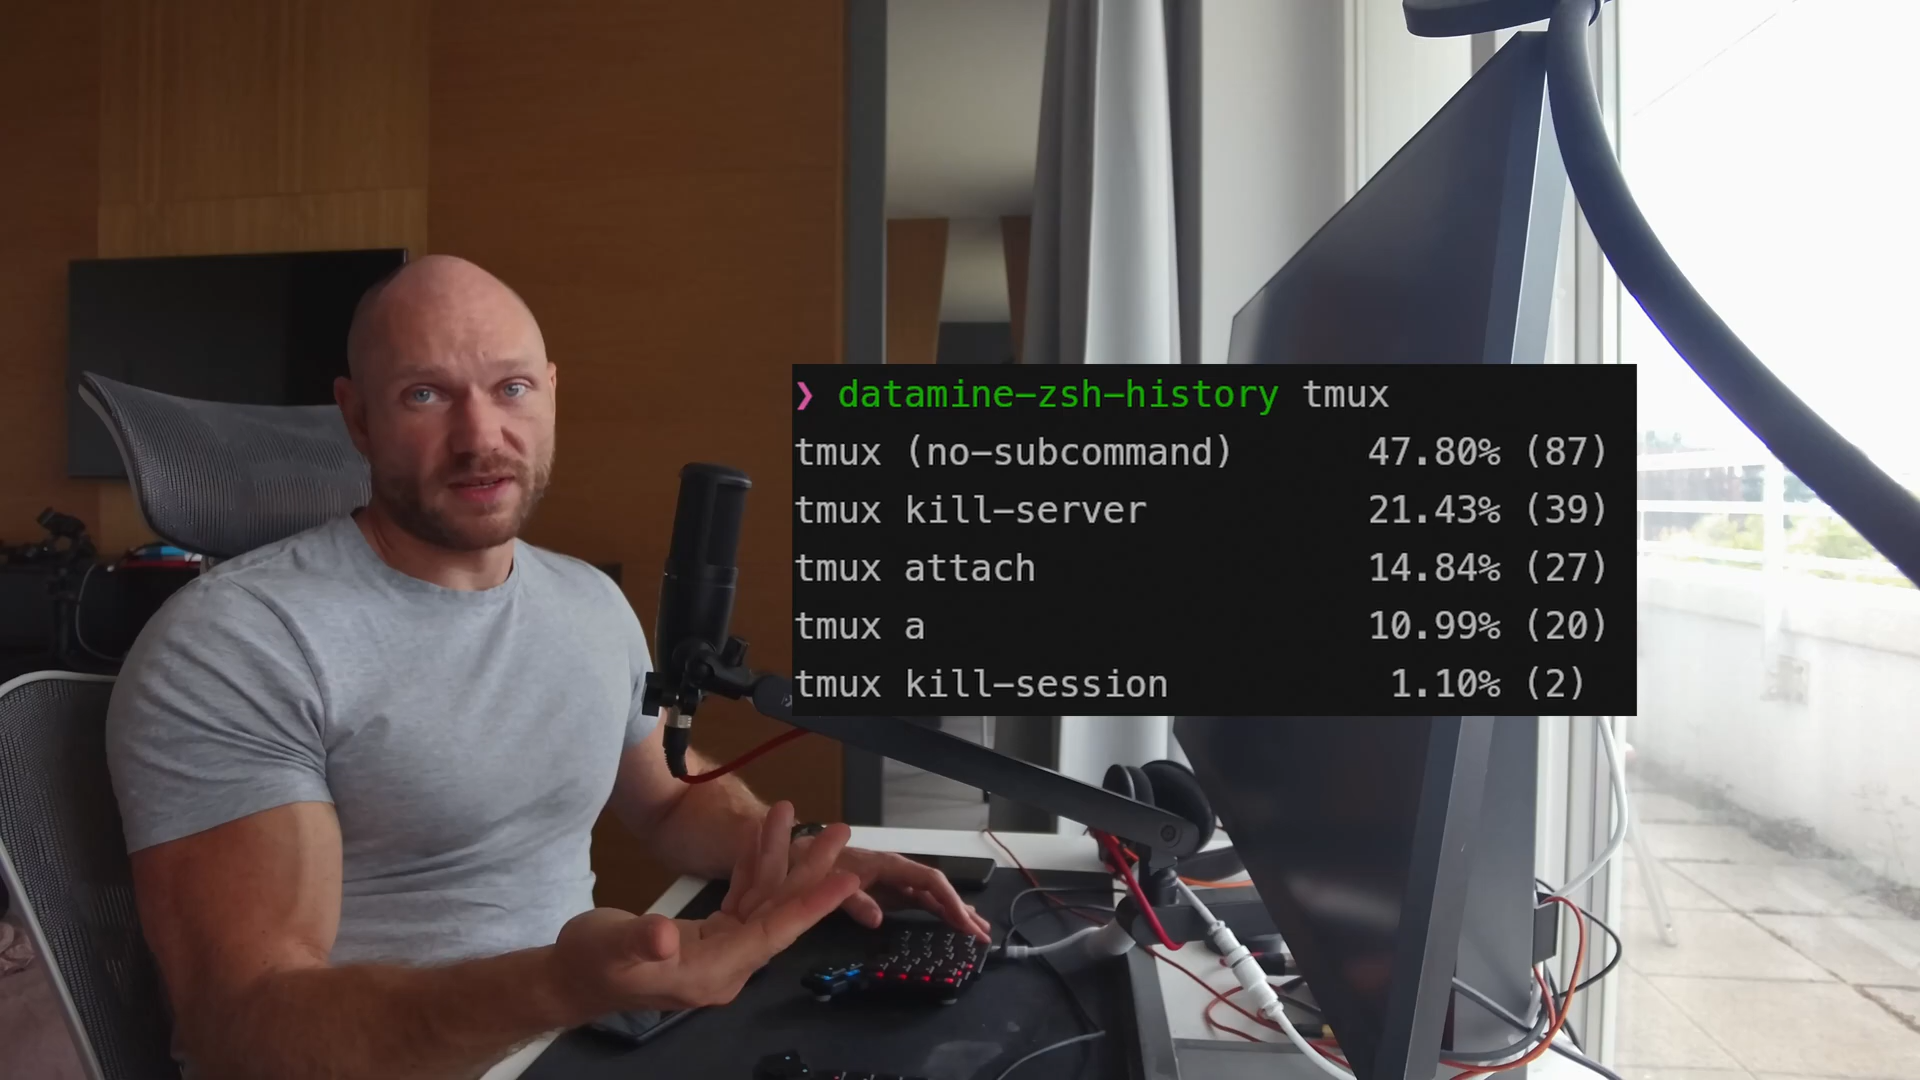 ❯ datamine-zsh-history tmux
tmux (no-subcommand) 47.80% (87)
tmux kill-server 21.43% (39)
tmux attach 14.84% (27)
tmux a 10.99% (20)
tmux kill-session 1.10% (2)